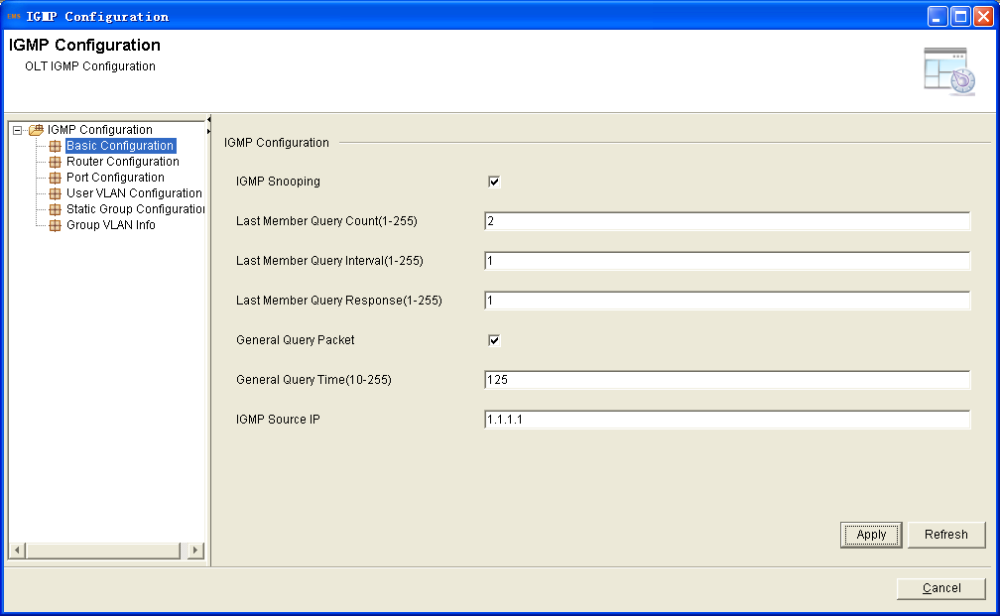 EMS IGMP Configuration
IGMP Configuration
OLT IGMP Configuration
IGMP Configuration
Basic Configuration
Router Configuration
Port Configuration
User VLAN Configuration
Static Group Configuration
Group VLAN Info
IGMP Configuration
IGMP Snooping
Last Member Query Count(1-255) 2
Last Member Query Interval(1-255) 1
Last Member Query Response(1-255) 1
General Query Packet
General Query Time(10-255) 125
IGMP Source IP 1.1.1.1
Apply Refresh
Cancel